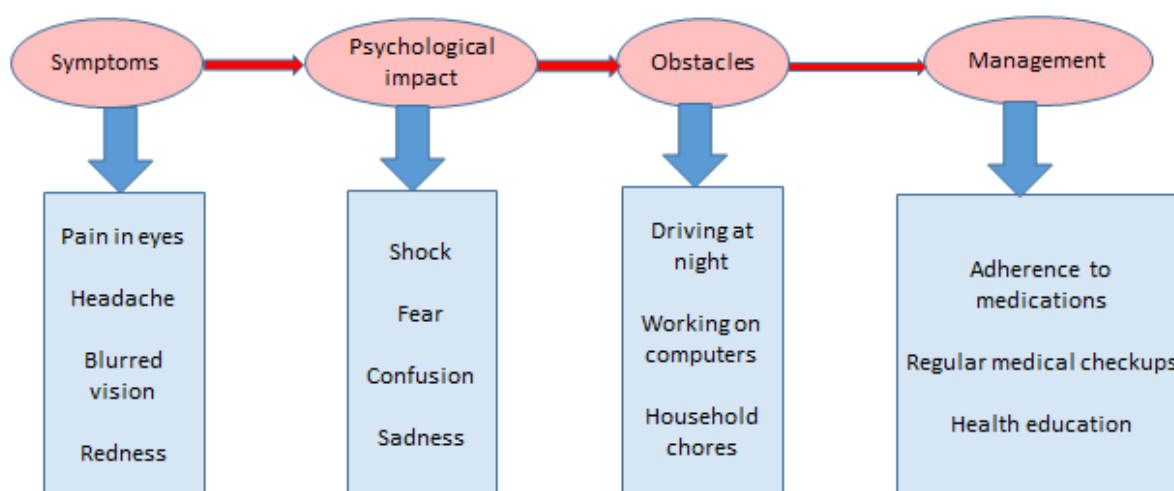 Symptoms
Psychological
impact
Obstacles
Management
Pain in eyes
Headache
Blurred
vision
Redness
Shock
Fear
Confusion
Sadness
Driving at
night
Working on
computers
Household
chores
Adherence to
medications
Regular medical checkups
Health education